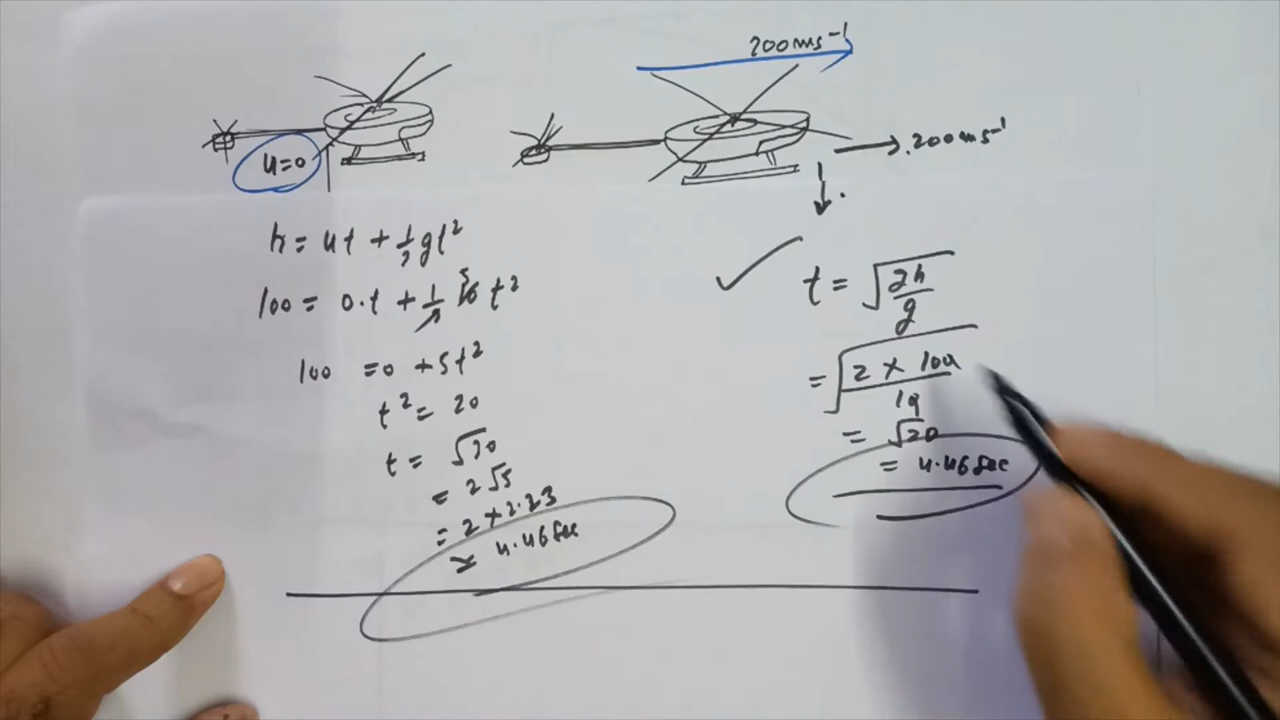 200ms⁻¹
u=0
→.200ms⁻¹
h= ut + ½gt²
100= 0.t + ½ 10 5 t²
100 =0 +5t²
t² = 20
t = √20
= 2√5
= 2×2.23
≃ 4.46 sec
t = √2h/g
= √2 × 100/10
= √20
= 4.46 sec